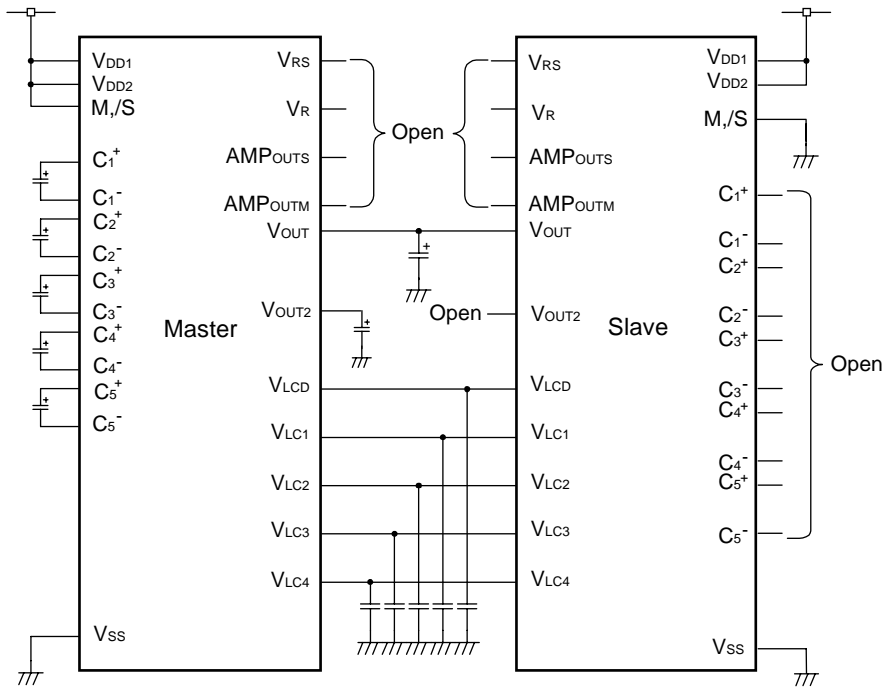 VDD1
VDD2
M,/S
C1+
C1-
C2+
C2-
C3+
C3-
C4+
C4-
C5+
C5-
VSS
Master
VRS
VR
AMPOUTS
AMPOUTM
VOUT
VOUT2
VLCD
VLC1
VLC2
VLC3
VLC4
Open
Open
VRS
VR
AMPOUTS
AMPOUTM
VOUT
VOUT2
VLCD
VLC1
VLC2
VLC3
VLC4
Slave
VDD1
VDD2
M,/S
C1+
C1-
C2+
C2-
C3+
C3-
C4+
C4-
C5+
C5-
VSS
Open